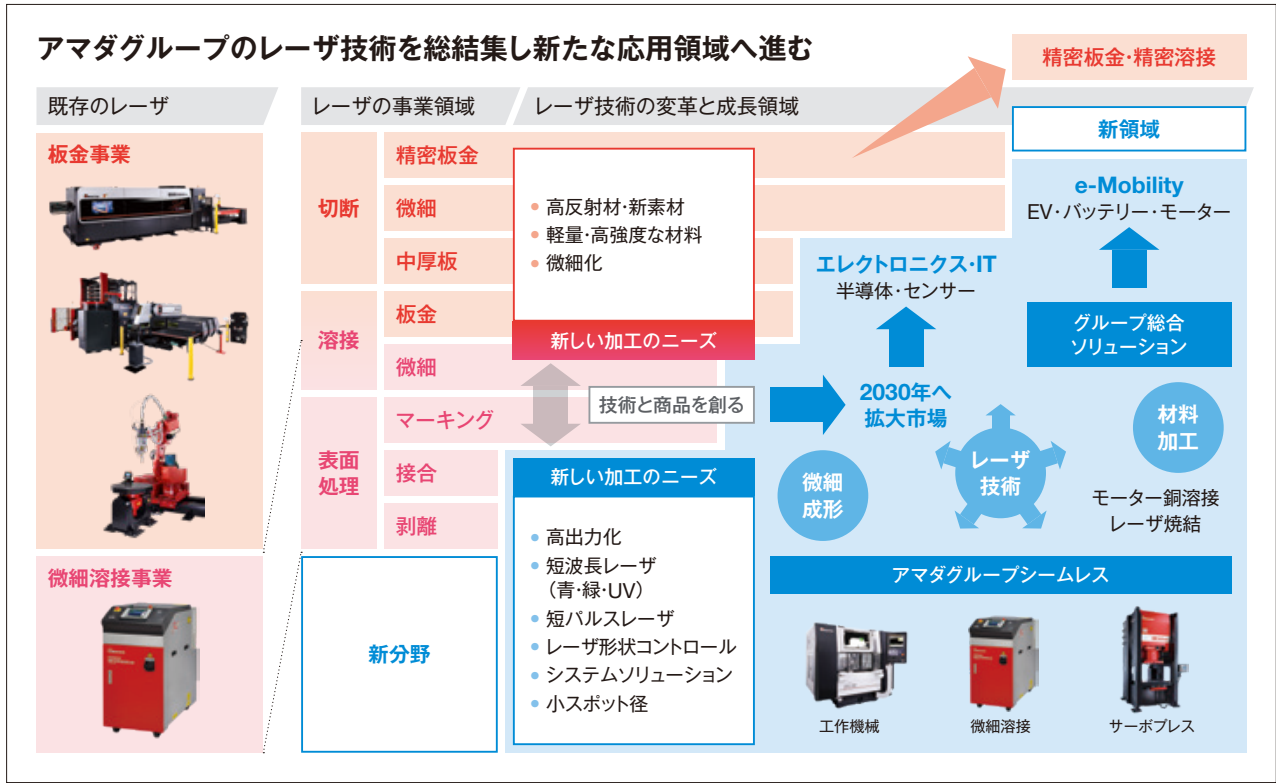 アマダグループのレーザ技術を総結集し新たな応用領域へ進む
既存のレーザ
レーザの事業領域
レーザ技術の変革と成長領域
精密板金・精密溶接
新領域
板金事業
微細溶接事業
切断
精密板金
微細
中厚板
溶接
板金
微細
表面
処理
マーキング
接合
剥離
新分野
• 高反射材・新素材
• 軽量・高強度な材料
• 微細化
新しい加工のニーズ
技術と商品を創る
新しい加工のニーズ
• 高出力化
• 短波長レーザ
(青・緑・UV)
• 短パルスレーザ
• レーザ形状コントロール
• システムソリューション
• 小スポット径
e-Mobility
EV・バッテリー・モーター
エレクトロニクス・IT
半導体・センサー
グループ総合
ソリューション
2030年へ
拡大市場
微細
成形
レーザ
技術
材料
加工
モーター銅溶接
レーザ焼結
アマダグループシームレス
工作機械
微細溶接
サーボプレス